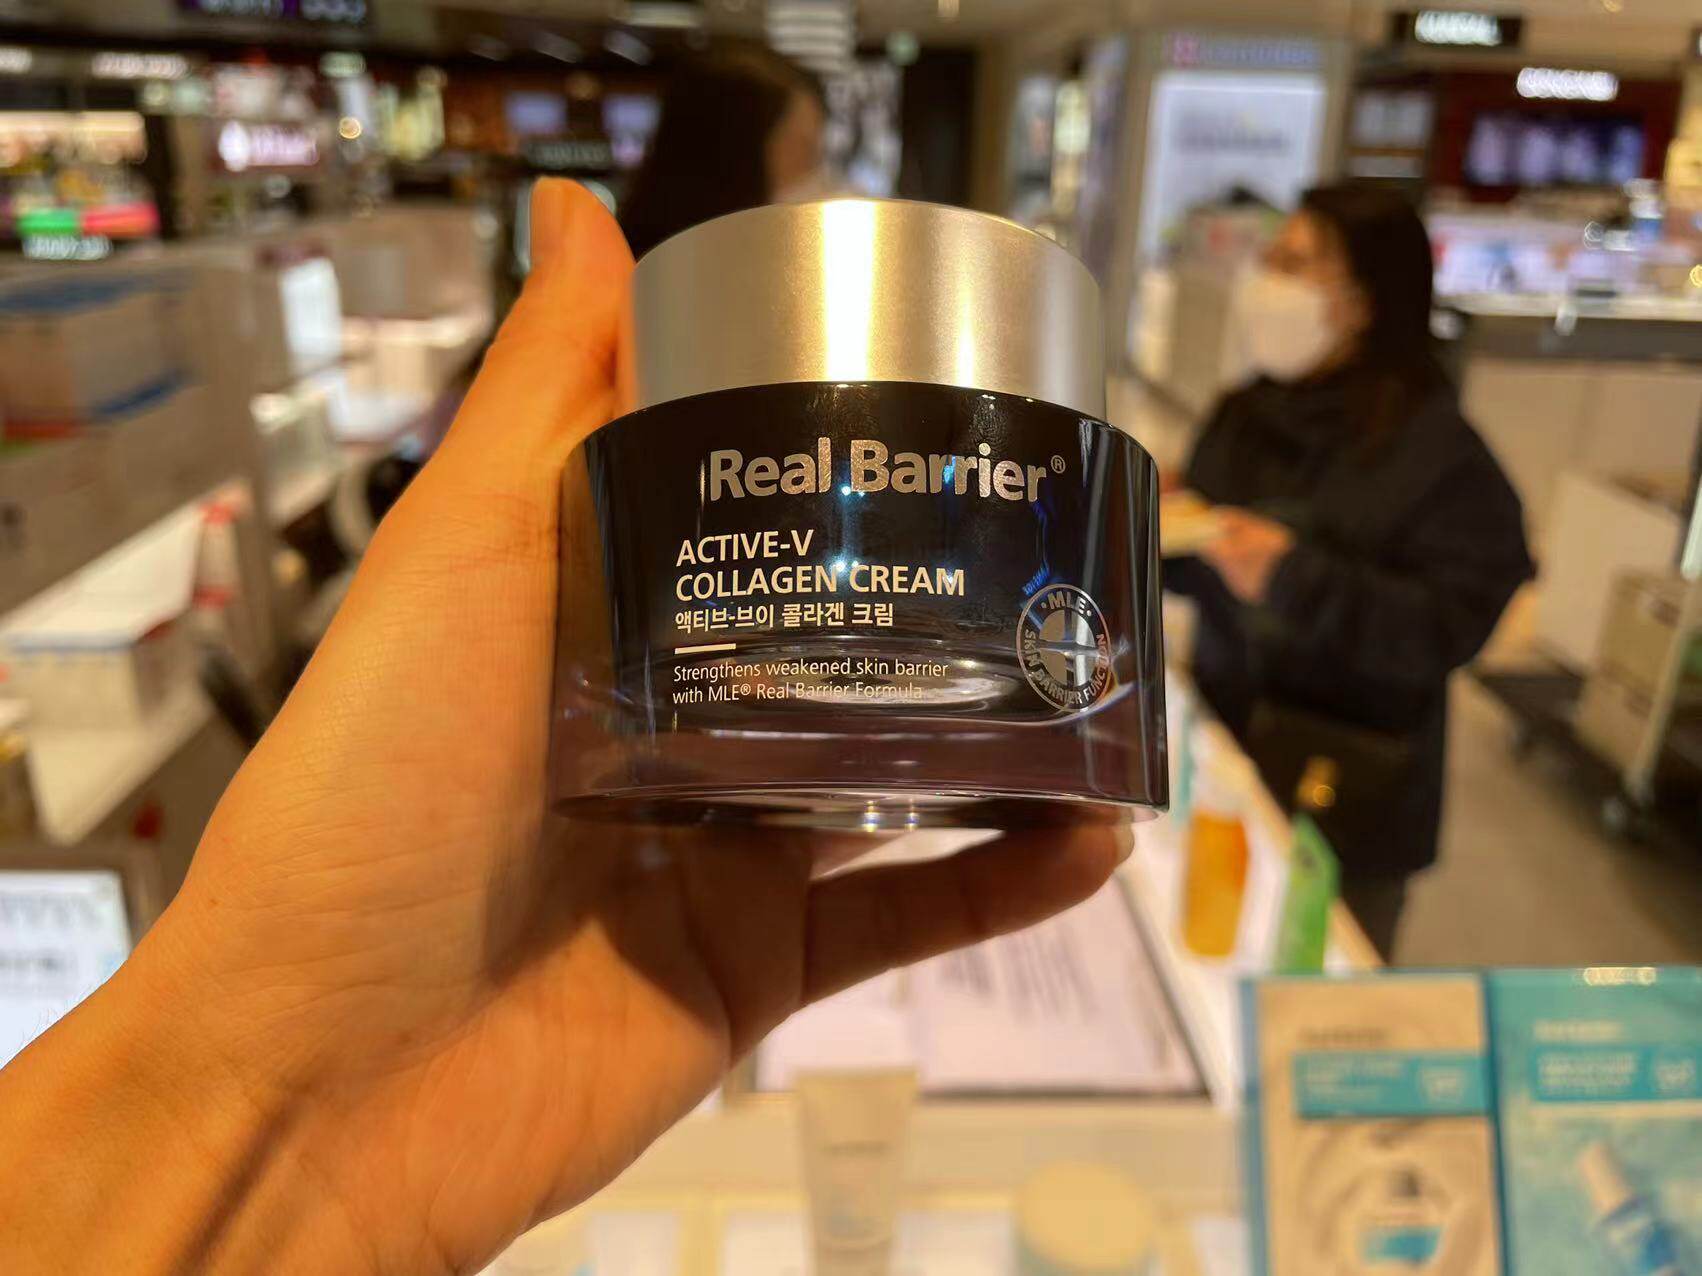 Real Barrier®
ACTIVE-V
COLLAGEN CREAM
액티브-브이 콜라겐 크림
Strengthens weakened skin barrier
with MLE® Real Barrier Formula
·MLE·
SKIN BARRIER FUNCTION